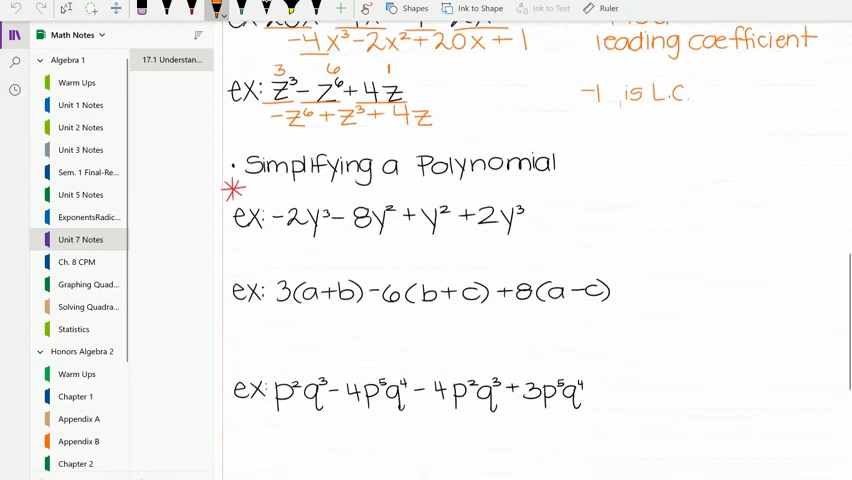 Shapes Ink to Shape Ink to Text Ruler
Math Notes
Algebra 1
Warm Ups
Unit 1 Notes
Unit 2 Notes
Unit 3 Notes
Sem. 1 Final-Re...
Unit 5 Notes
ExponentsRadic...
Unit 7 Notes
Ch. 8 CPM
Graphing Quad...
Solving Quadra...
Statistics
Honors Algebra 2
Warm Ups
Chapter 1
Appendix A
Appendix B
Chapter 2
17.1 Understan...
-4x³-2x²+20x+1
leading coefficient
3 6 1
ex: z³-z⁶+4z
-z⁶+z³+4z
-1 is L.C.
• Simplifying a Polynomial
ex: -2y³-8y²+y²+2y³
ex: 3(a+b)-6(b+c)+8(a-c)
ex: p²q³-4p⁵q⁴-4p²q³+3p⁵q⁴